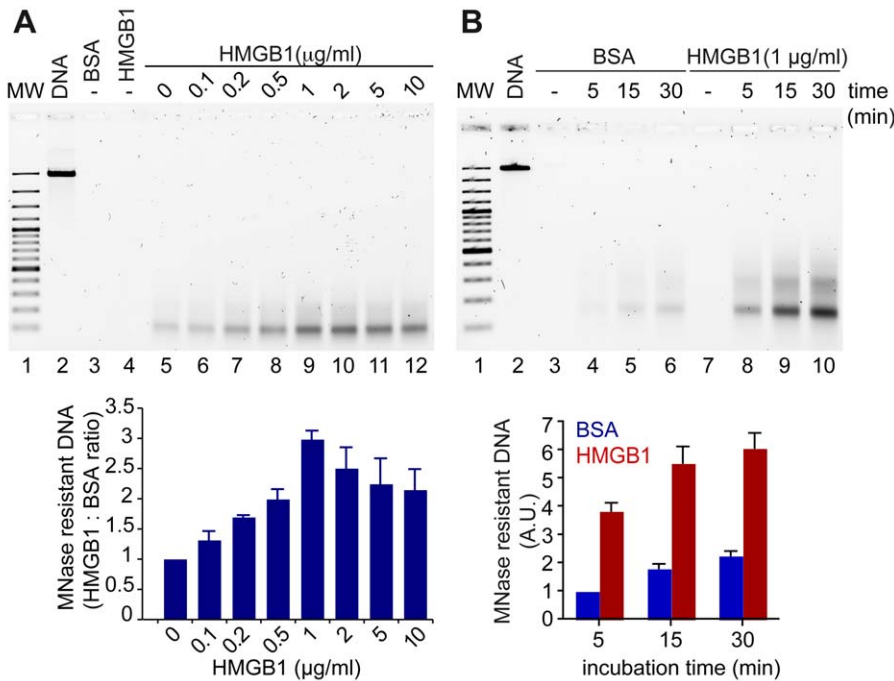 A
HMGB1(µg/ml)
MW DNA - BSA - HMGB1 0 0.1 0.2 0.5 1 2 5 10
1 2 3 4 5 6 7 8 9 10 11 12
MNase resistant DNA
(HMGB1 : BSA ratio)
3.5
3
2.5
2
1.5
1
0.5
0
0 0.1 0.2 0.5 1 2 5 10
HMGB1 (µg/ml)
B
BSA HMGB1(1 µg/ml)
MW DNA - 5 15 30 - 5 15 30 time
(min)
1 2 3 4 5 6 7 8 9 10
MNase resistant DNA
(A.U.)
7
6
5
4
3
2
1
0
BSA
HMGB1
5 15 30
incubation time (min)